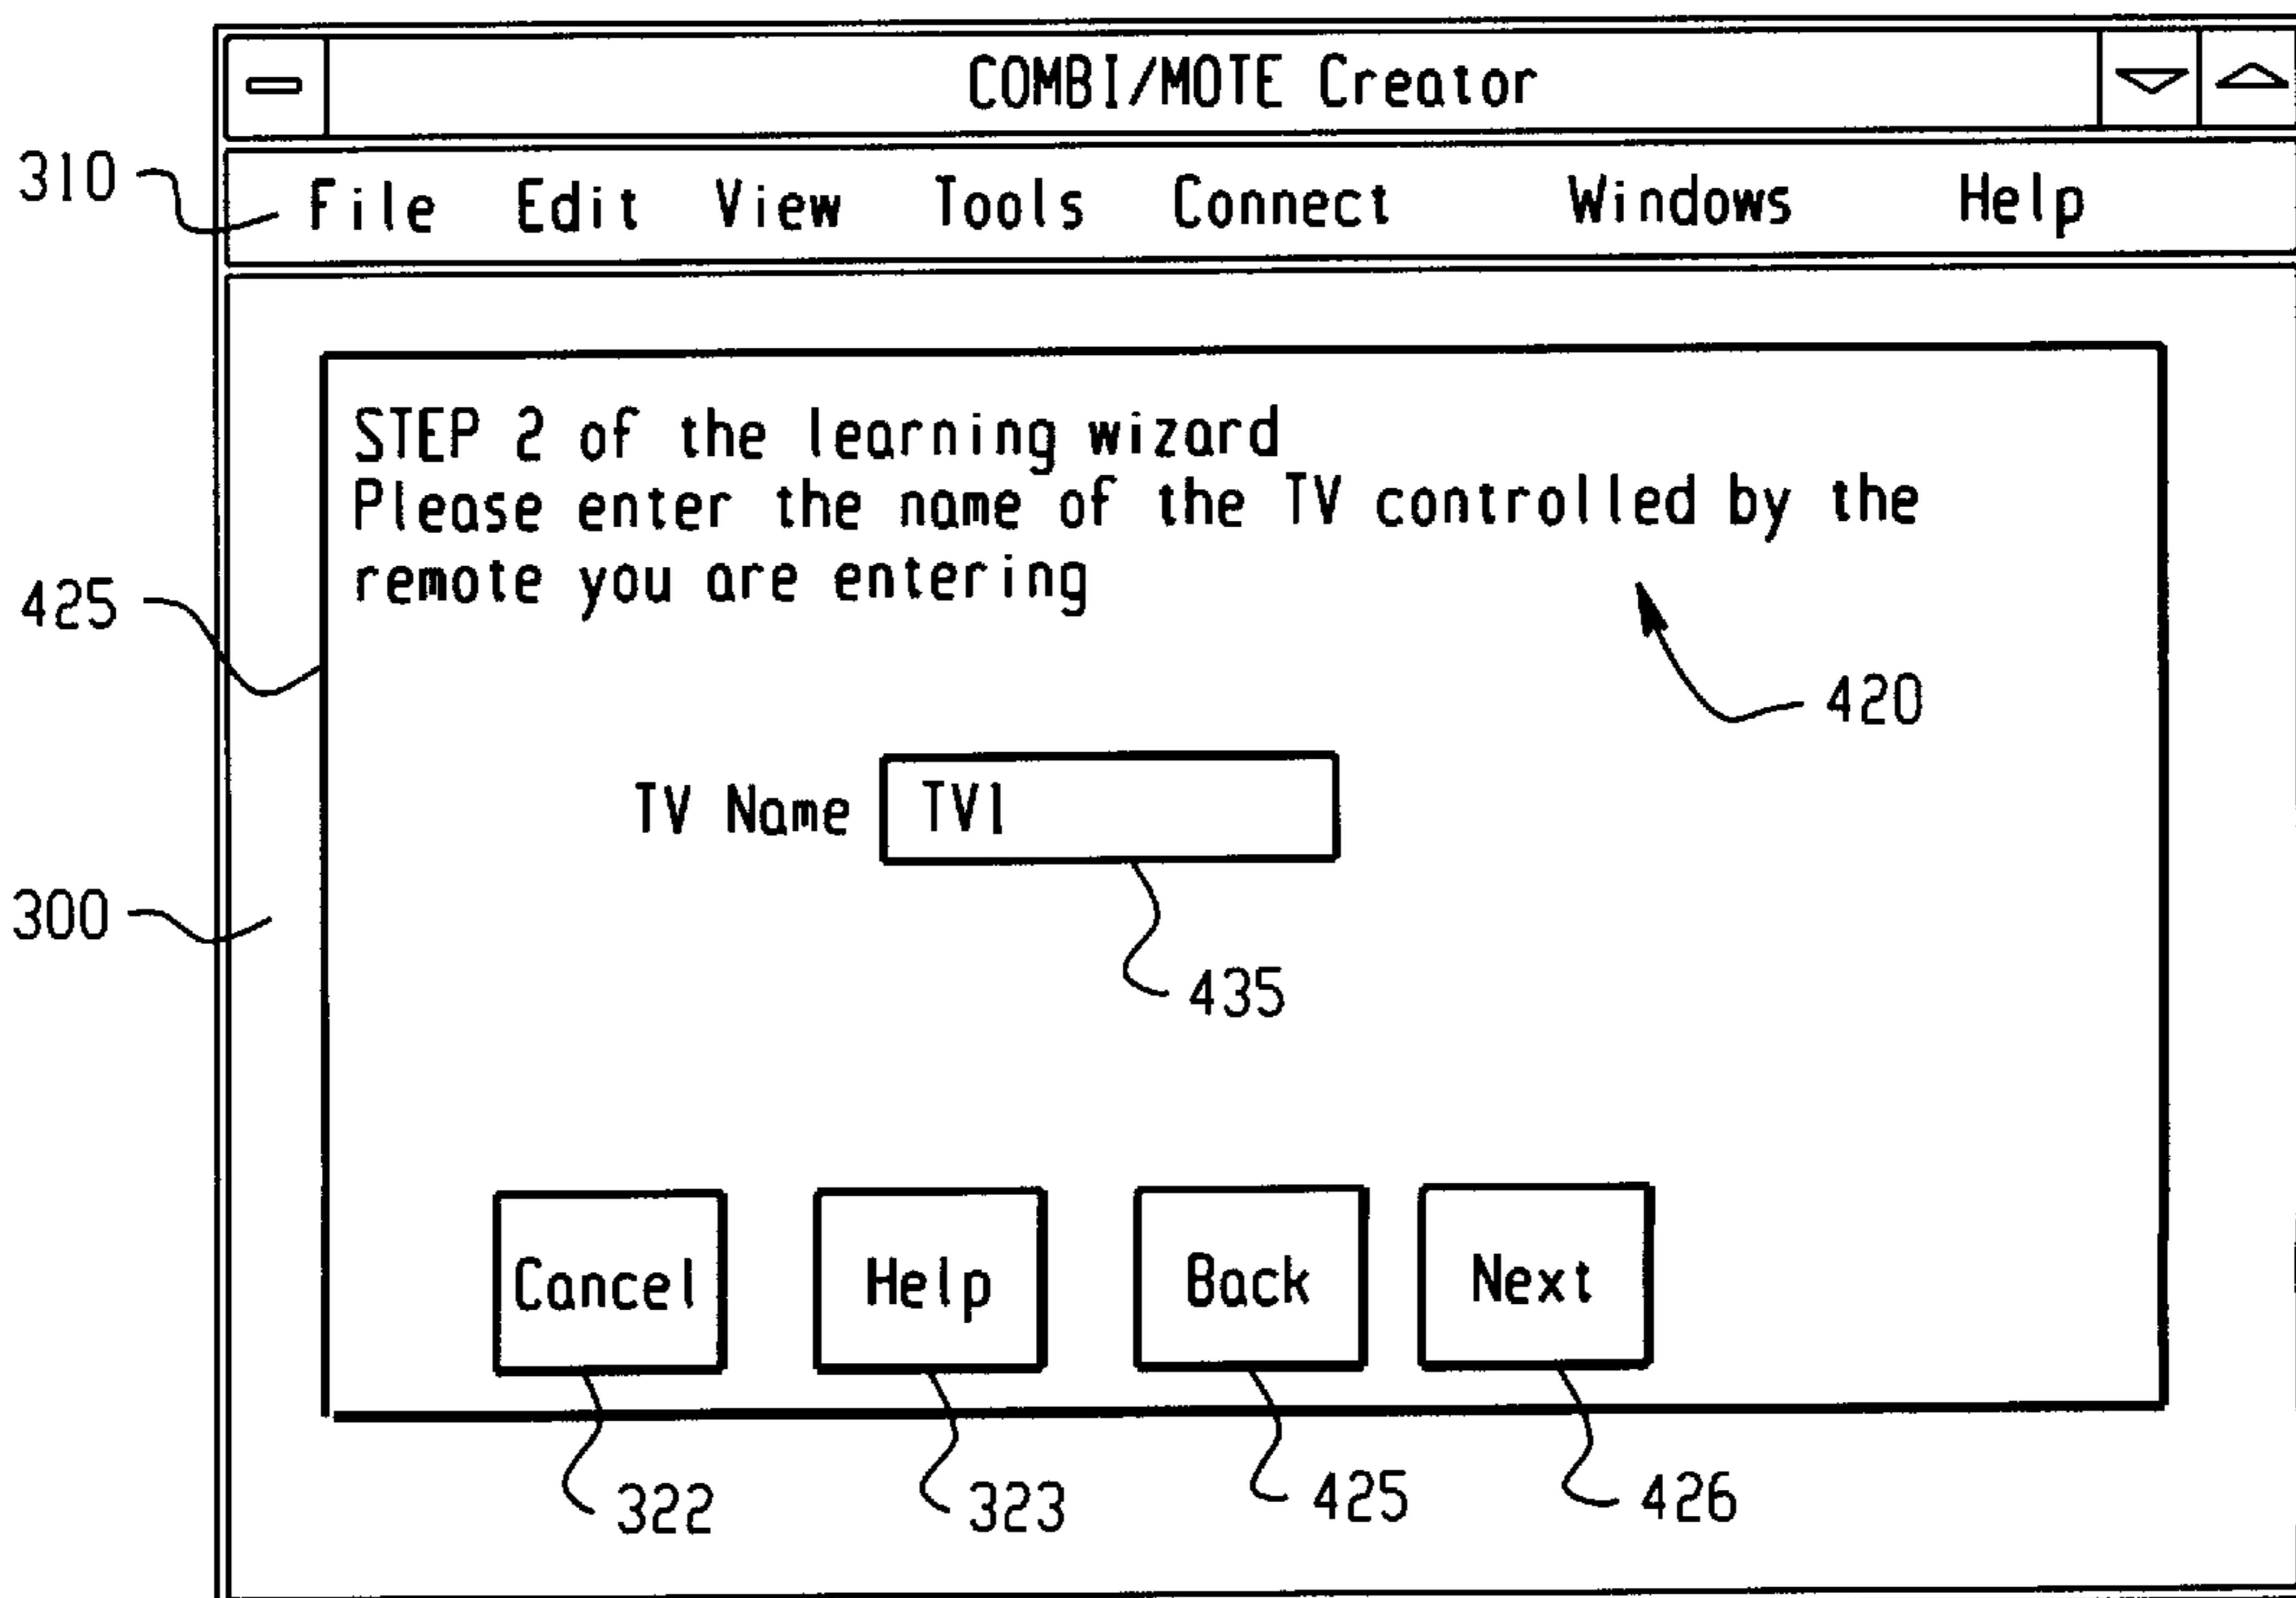 COMBI/MOTE Creator
310
File Edit View Tools Connect Windows Help
STEP 2 of the learning wizard
Please enter the name of the TV controlled by the
remote you are entering
425
420
TV Name TV1
300
435
Cancel Help Back Next
322 323 425 426